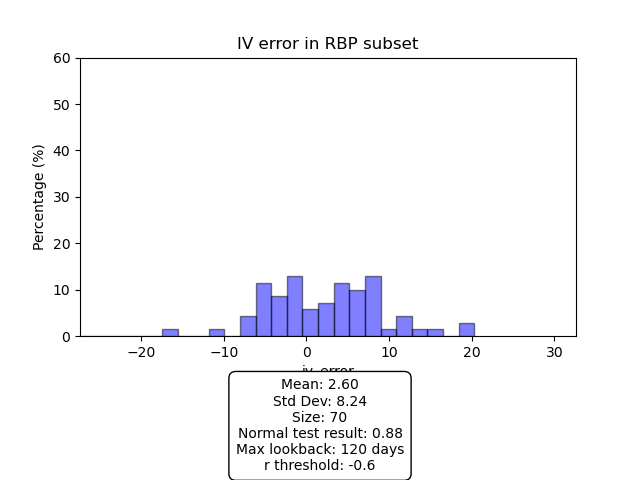 IV error in RBP subset
Percentage (%)
60
50
40
30
20
10
0
−20
−10
0
10
20
30
iv_error
Mean: 2.60
Std Dev: 8.24
Size: 70
Normal test result: 0.88
Max lookback: 120 days
r threshold: -0.6